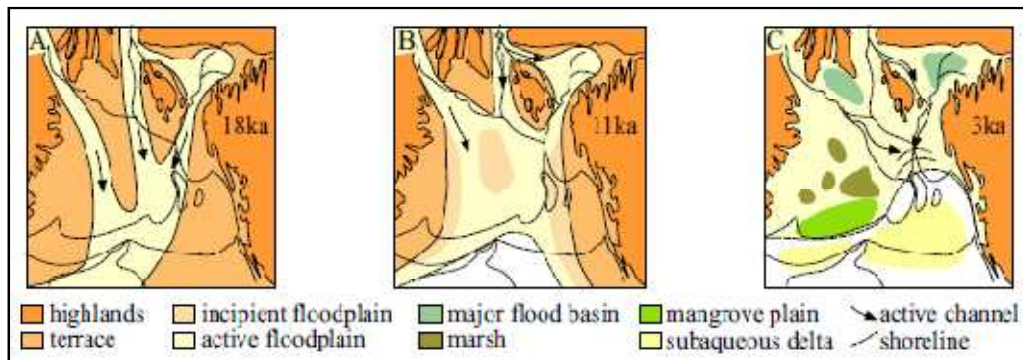 A
B
C
18ka
11ka
3ka
highlands
incipient floodplain
major flood basin
mangrove plain
active channel
terrace
active floodplain
marsh
subaqueous delta
shoreline